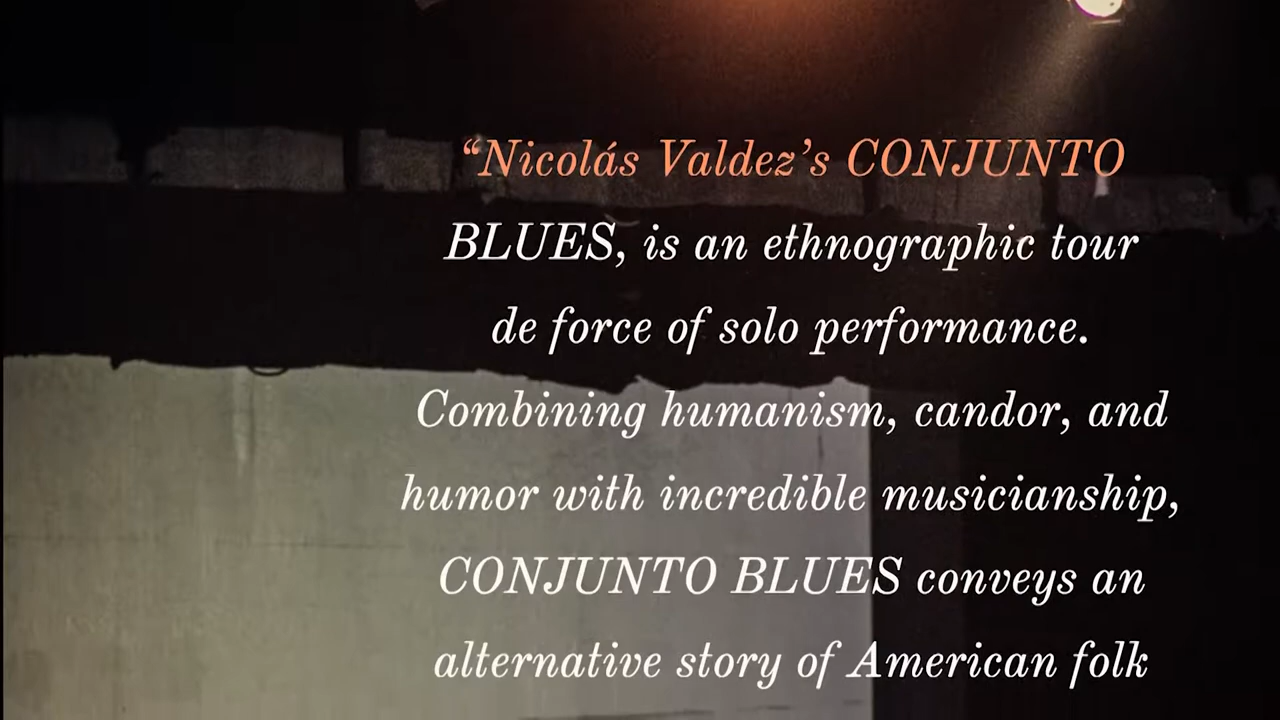 “Nicolás Valdez’s CONJUNTO
BLUES, is an ethnographic tour
de force of solo performance.
Combining humanism, candor, and
humor with incredible musicianship,
CONJUNTO BLUES conveys an
alternative story of American folk